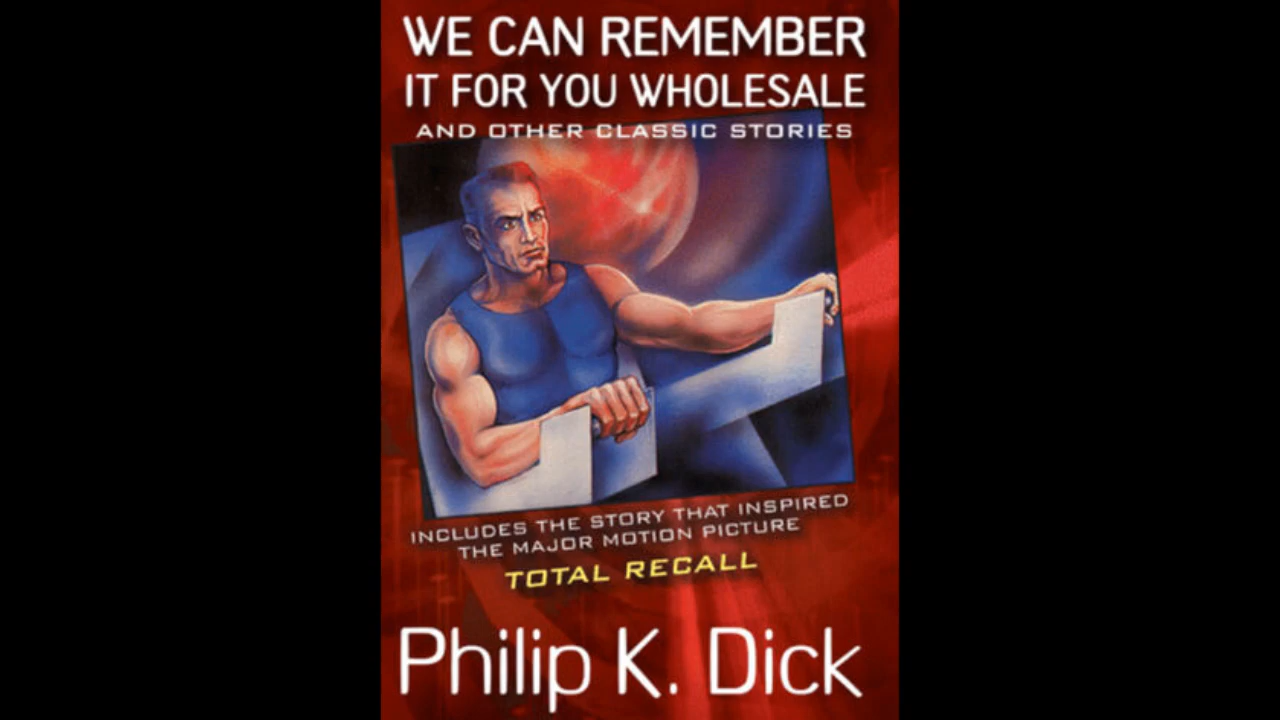 WE CAN REMEMBER
IT FOR YOU WHOLESALE
AND OTHER CLASSIC STORIES
INCLUDES THE STORY THAT INSPIRED
THE MAJOR MOTION PICTURE
TOTAL RECALL
Philip K. Dick